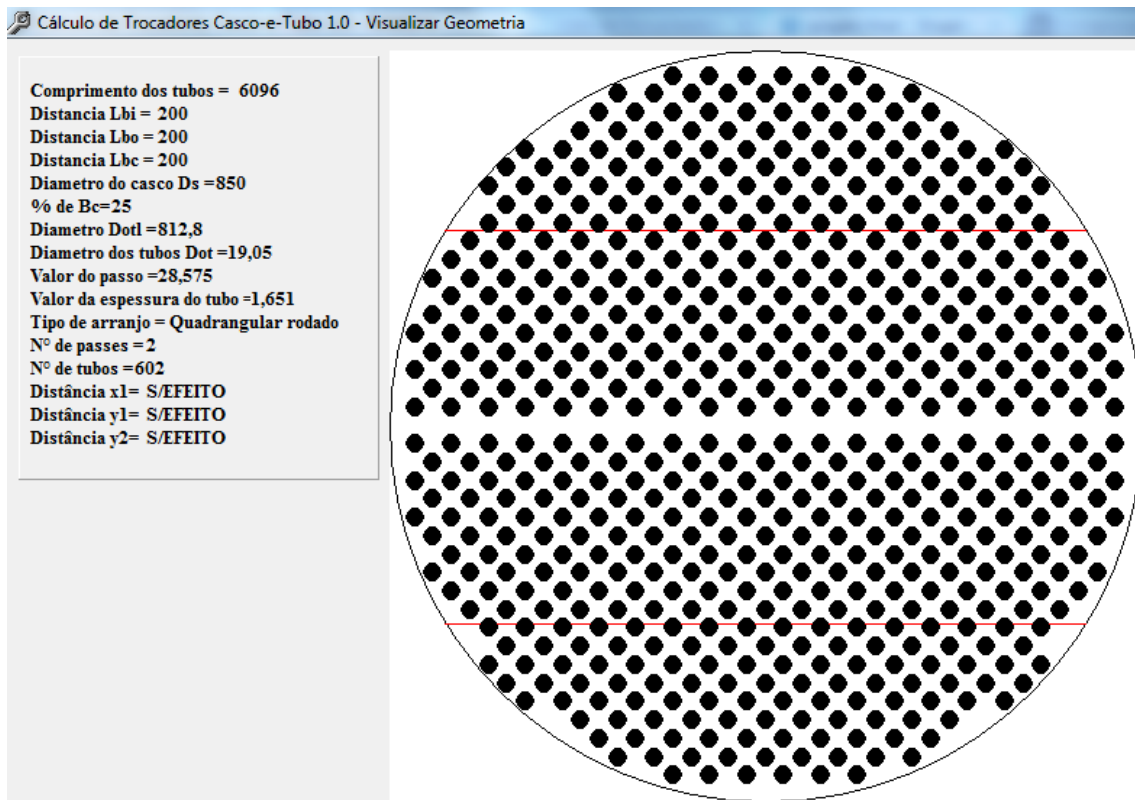 Cálculo de Trocadores Casco-e-Tubo 1.0 - Visualizar Geometria
Comprimento dos tubos = 6096
Distancia Lbi = 200
Distancia Lbo = 200
Distancia Lbc = 200
Diametro do casco Ds =850
% de Bc=25
Diametro Dotl =812,8
Diametro dos tubos Dot =19,05
Valor do passo =28,575
Valor da espessura do tubo =1,651
Tipo de arranjo = Quadrangular rodado
N° de passes =2
N° de tubos =602
Distância x1= S/EFEITO
Distância y1= S/EFEITO
Distância y2= S/EFEITO